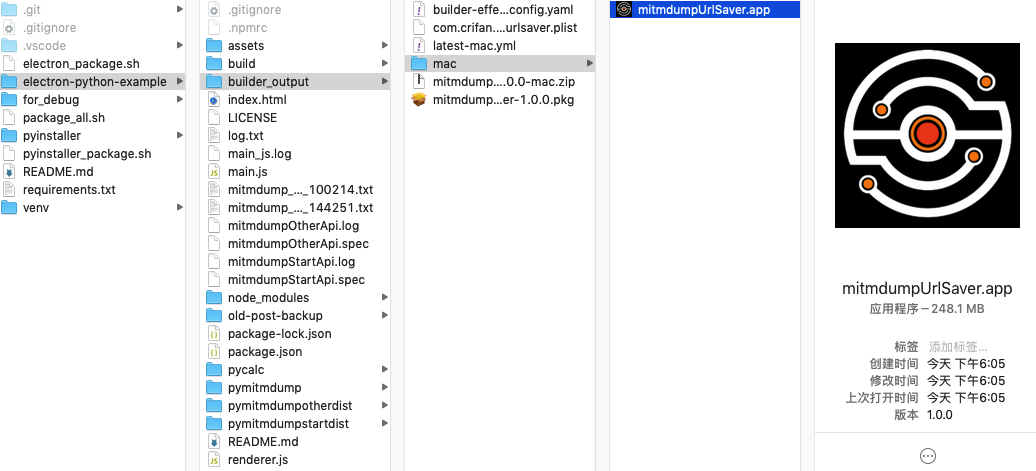 .git
.gitignore
.vscode
electron_package.sh
electron-python-example
for_debug
package_all.sh
pyinstaller
pyinstaller_package.sh
README.md
requirements.txt
venv
.gitignore
.npmrc
assets
build
builder_output
index.html
LICENSE
log.txt
main_js.log
main.js
mitmdump_..._100214.txt
mitmdump_..._144251.txt
mitmdumpOtherApi.log
mitmdumpOtherApi.spec
mitmdumpStartApi.log
mitmdumpStartApi.spec
node_modules
old-post-backup
package-lock.json
package.json
pycalc
pymitmdump
pymitmdumpotherdist
pymitmdumpstartdist
README.md
renderer.js
builder-effe...config.yaml
com.crifan....urlsaver.plist
latest-mac.yml
mac
mitmdump....0.0-mac.zip
mitmdump...er-1.0.0.pkg
mitmdumpUrlSaver.app
mitmdumpUrlSaver.app
应用程序 – 248.1 MB
标签 添加标签...
创建时间 今天 下午6:05
修改时间 今天 下午6:05
上次打开时间 今天 下午6:05
版本 1.0.0